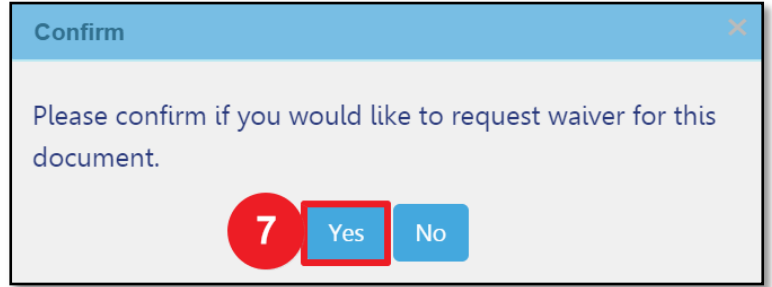 Confirm
Please confirm if you would like to request waiver for this
document.
7 Yes No